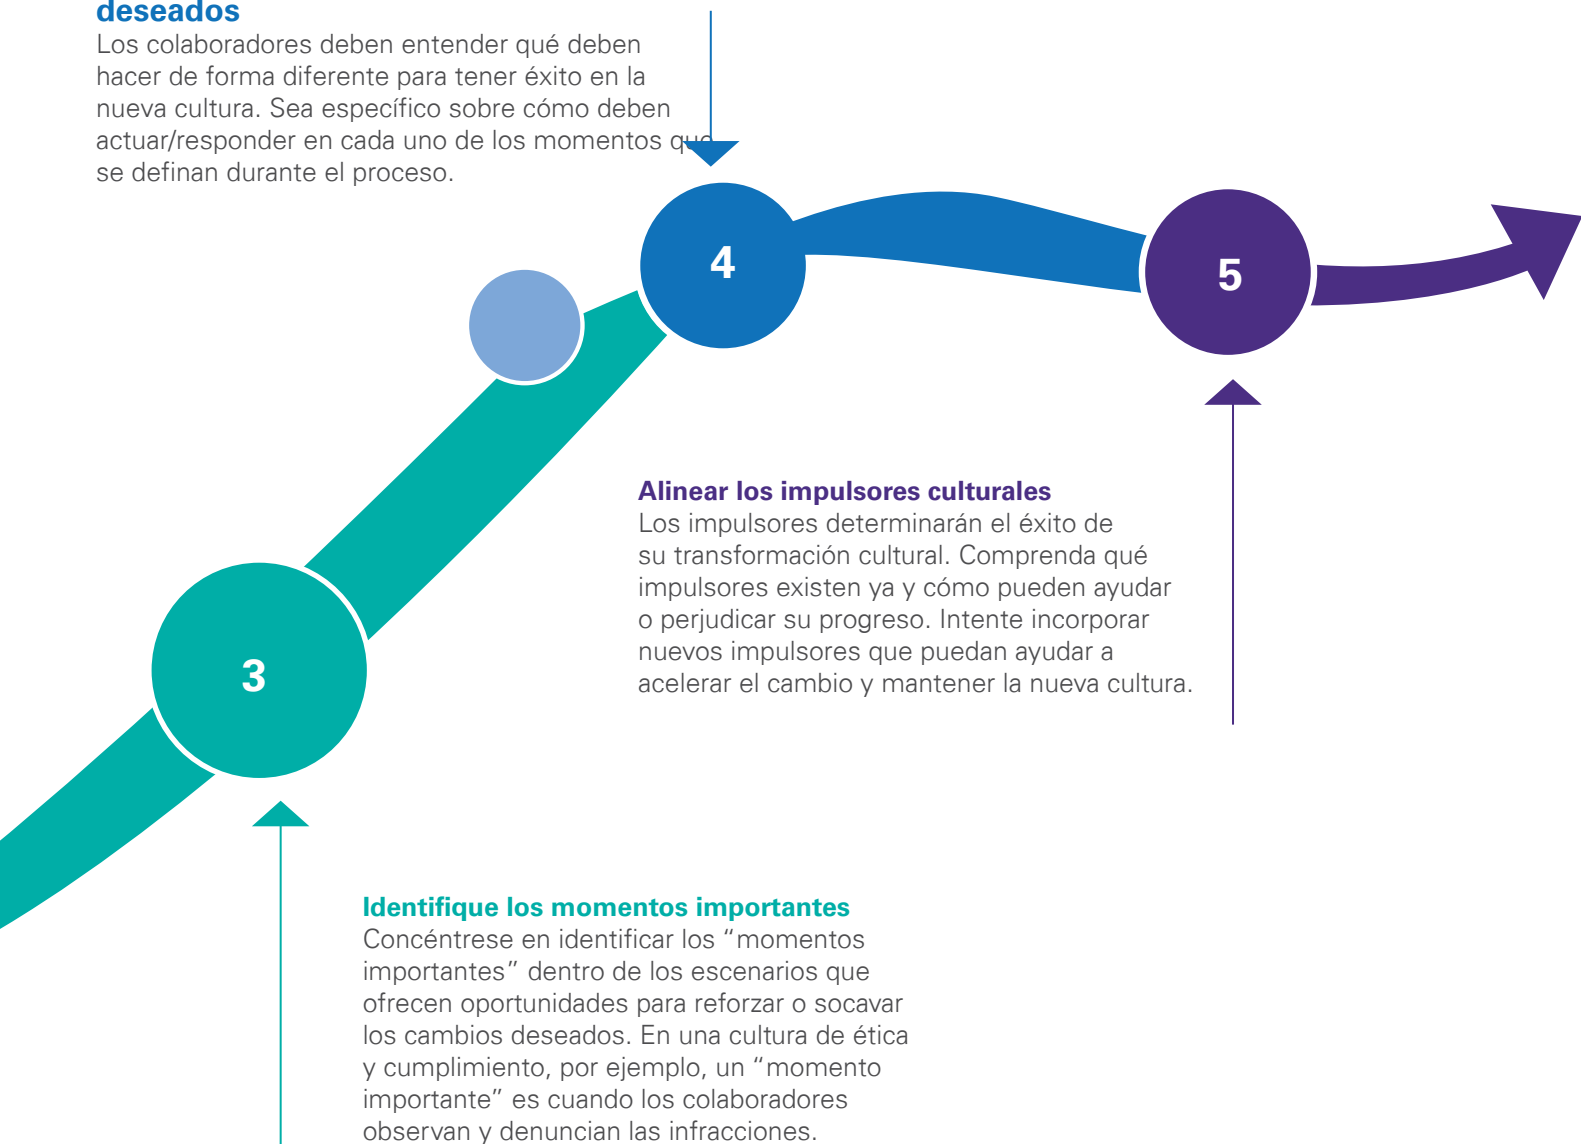 deseados
Los colaboradores deben entender qué deben
hacer de forma diferente para tener éxito en la
nueva cultura. Sea específico sobre cómo deben
actuar/responder en cada uno de los momentos que
se definan durante el proceso.
4
5
Alinear los impulsores culturales
Los impulsores determinarán el éxito de
su transformación cultural. Comprenda qué
impulsores existen ya y cómo pueden ayudar
o perjudicar su progreso. Intente incorporar
nuevos impulsores que puedan ayudar a
acelerar el cambio y mantener la nueva cultura.
3
Identifique los momentos importantes
Concéntrese en identificar los “momentos
importantes” dentro de los escenarios que
ofrecen oportunidades para reforzar o socavar
los cambios deseados. En una cultura de ética
y cumplimiento, por ejemplo, un “momento
importante” es cuando los colaboradores
observan y denuncian las infracciones.